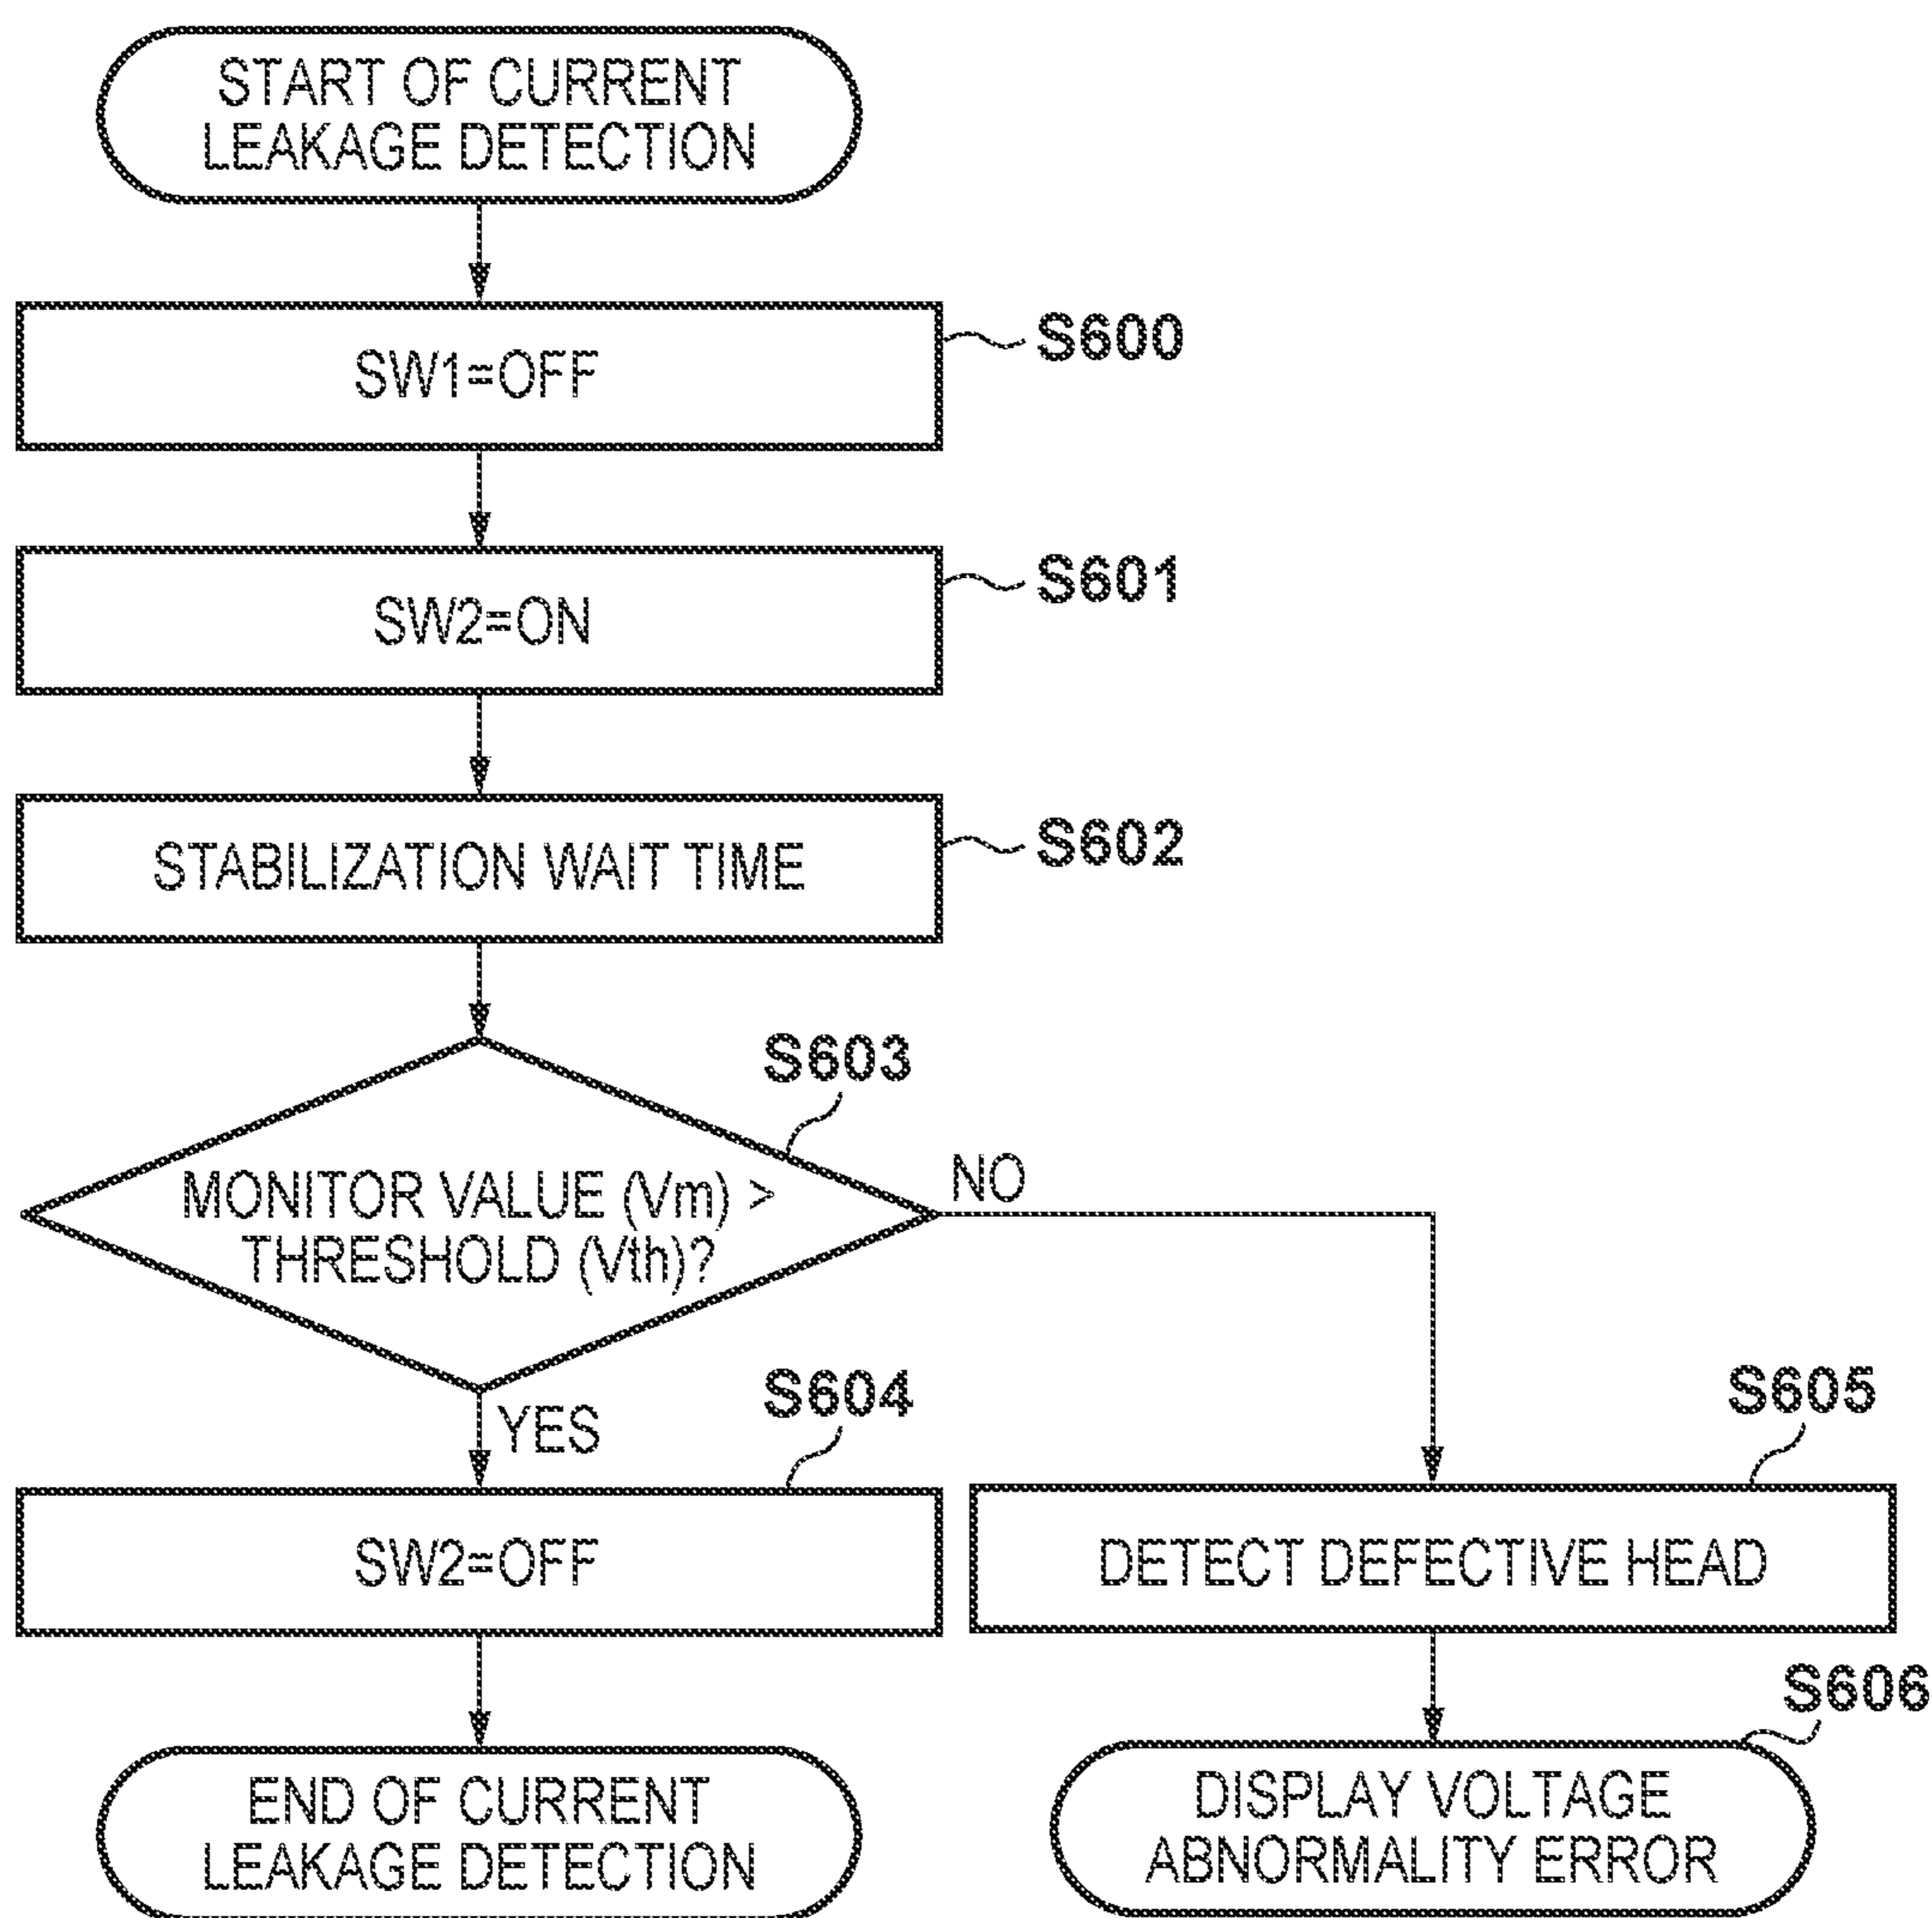 START OF CURRENT
LEAKAGE DETECTION
SW1=OFF
S600
SW2=ON
S601
STABILIZATION WAIT TIME
S602
S603
MONITOR VALUE (Vm) >
THRESHOLD (Vth)?
NO
YES
S604
SW2=OFF
S605
DETECT DEFECTIVE HEAD
END OF CURRENT
LEAKAGE DETECTION
S606
DISPLAY VOLTAGE
ABNORMALITY ERROR